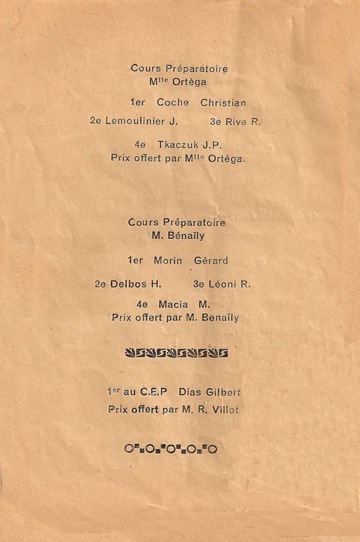 Cours Préparatoire
Mlle Ortèga
1er Coche Christian
2e Lemoulinier J. 3e Rive R.
4e Tkaczuk J.P.
Prix offert par Mlle Ortéga.
Cours Préparatoire
M. Bénaïly
1er Morin Gérard
2e Delbos H. 3e Léoni R.
4e Macia M.
Prix offert par M. Benaïly
1er au C.E.P Dias Gilbert
Prix offert par M. R. Villot